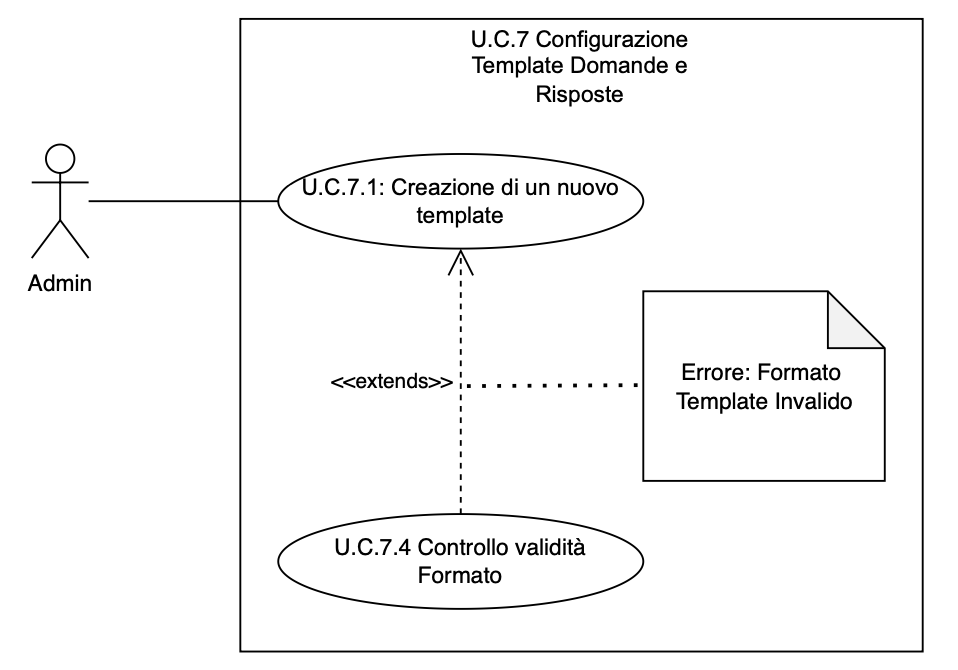 U.C.7 Configurazione
Template Domande e
Risposte
U.C.7.1: Creazione di un nuovo
template
Admin
<<extends>>
Errore: Formato
Template Invalido
U.C.7.4 Controllo validità
Formato